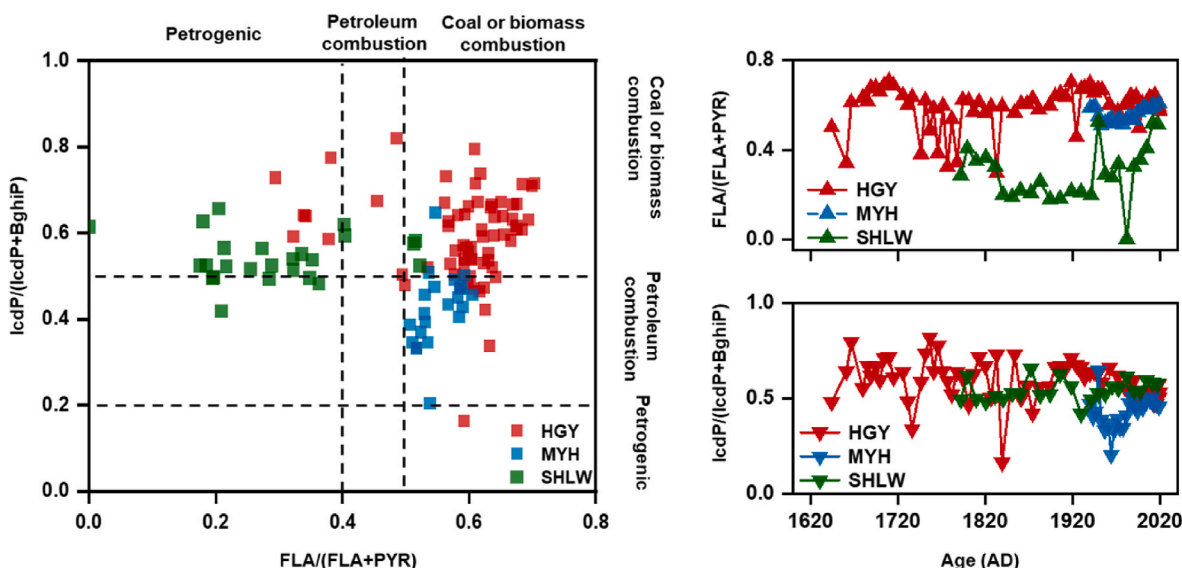 Petrogenic
Petroleum
combustion
Coal or biomass
combustion
1.0
0.8
0.6
0.4
0.2
0.0
IcdP/(IcdP+BghiP)
HGY
MYH
SHLW
0.0 0.2 0.4 0.6 0.8
FLA/(FLA+PYR)
Coal or biomass
combustion
Petroleum
combustion
Petrogenic
0.8
0.4
0.0
FLA/(FLA+PYR)
HGY
MYH
SHLW
1.0
0.5
0.0
IcdP/(IcdP+BghiP)
HGY
MYH
SHLW
1620 1720 1820 1920 2020
Age (AD)